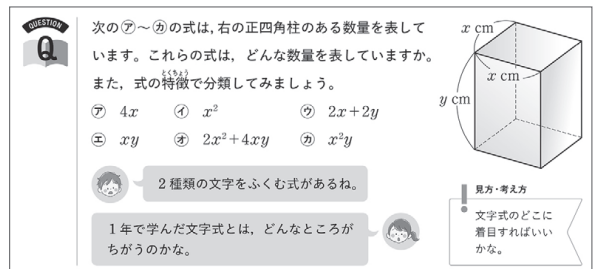 QUESTION
Q
次の㋐～㋕の式は，右の正四角柱のある数量を表して
います。これらの式は，どんな数量を表していますか。
また，式の特徴で分類してみましょう。
とくちょう
㋐ 4x ㋑ x² ㋒ 2x+2y
㋓ xy ㋔ 2x²+4xy ㋕ x²y
2種類の文字をふくむ式があるね。
1年で学んだ文字式とは，どんなところが
ちがうのかな。
x cm
x cm
y cm
見方・考え方
文字式のどこに
着目すればいい
かな。